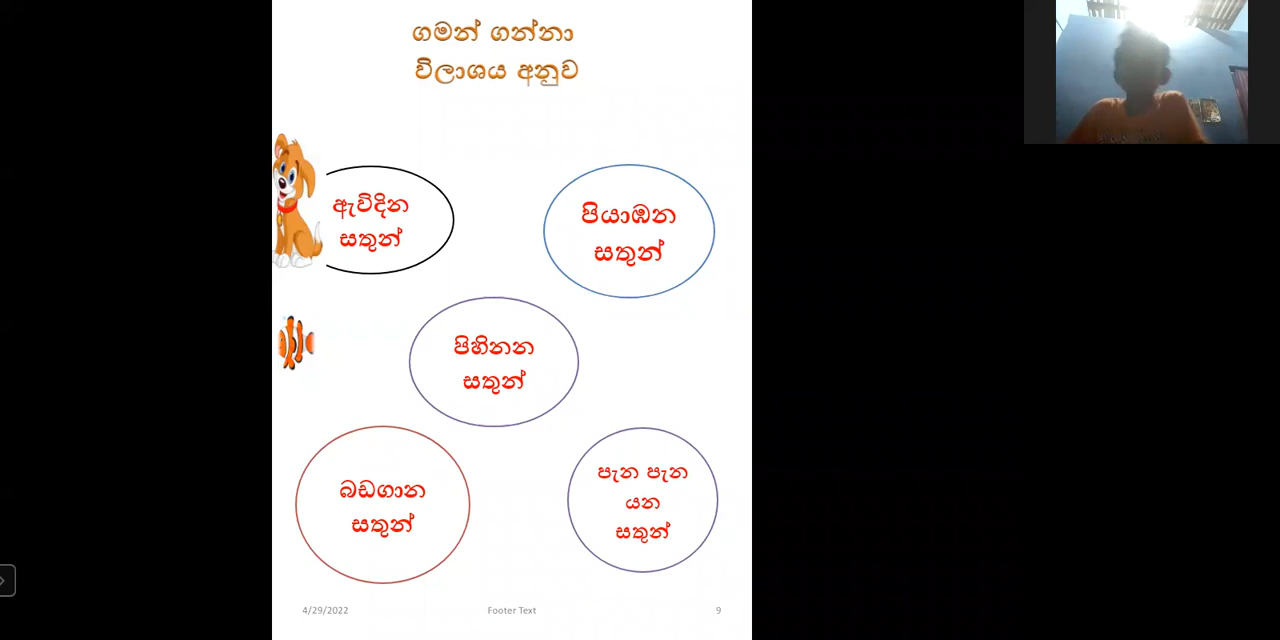 ගමන් ගන්නා
විලාශය අනුව
ඇවිදින
සතුන්
පියාඹන
සතුන්
පිහිනන
සතුන්
බඩගාන
සතුන්
පැන පැන
යන
සතුන්
4/29/2022
Footer Text
9